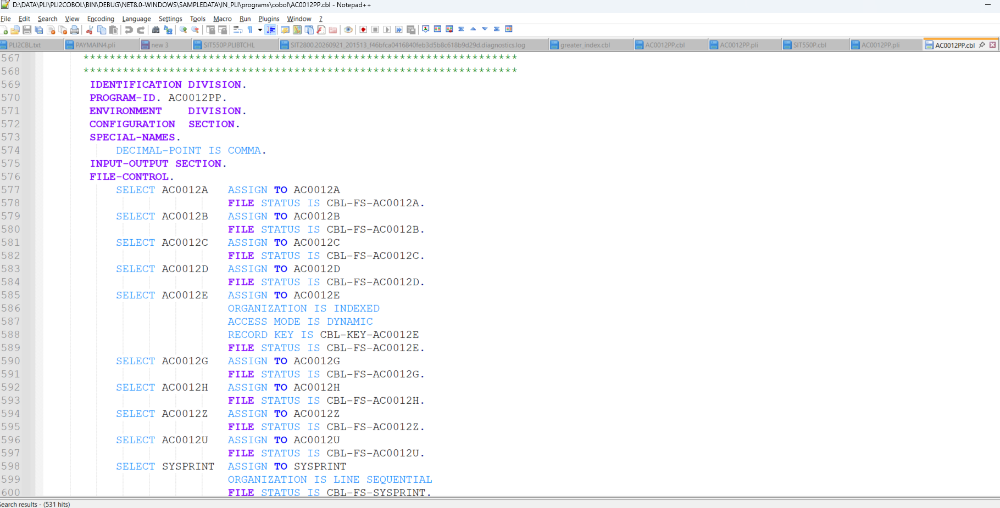 D:\DATA\PLI\PLI2COBOL\BIN\DEBUG\NET8.0-WINDOWS\SAMPLEDATA\IN_PLI\programs\cobol\AC0012PP.cbl - Notepad++
File Edit Search View Encoding Language Settings Tools Macro Run Plugins Window ?
PLI2CBL.txt PAYMAIN4.pli new 3 SIT550P.PLIBTCHL SIT2800.20260921_201513_f46bfca0416840feb3d5b8c618b9d29d.diagnostics.log greater_index.cbl AC0012PP.cbl AC0012PP.pli SIT550P.cbl AC0012PP.pli AC0012PP.cbl
567 ******************************************************************
568 ******************************************************************
569 IDENTIFICATION DIVISION.
570 PROGRAM-ID. AC0012PP.
571 ENVIRONMENT    DIVISION.
572 CONFIGURATION  SECTION.
573 SPECIAL-NAMES.
574     DECIMAL-POINT IS COMMA.
575 INPUT-OUTPUT SECTION.
576 FILE-CONTROL.
577     SELECT AC0012A   ASSIGN TO AC0012A
578                      FILE STATUS IS CBL-FS-AC0012A.
579     SELECT AC0012B   ASSIGN TO AC0012B
580                      FILE STATUS IS CBL-FS-AC0012B.
581     SELECT AC0012C   ASSIGN TO AC0012C
582                      FILE STATUS IS CBL-FS-AC0012C.
583     SELECT AC0012D   ASSIGN TO AC0012D
584                      FILE STATUS IS CBL-FS-AC0012D.
585     SELECT AC0012E   ASSIGN TO AC0012E
586                      ORGANIZATION IS INDEXED
587                      ACCESS MODE IS DYNAMIC
588                      RECORD KEY IS CBL-KEY-AC0012E
589                      FILE STATUS IS CBL-FS-AC0012E.
590     SELECT AC0012G   ASSIGN TO AC0012G
591                      FILE STATUS IS CBL-FS-AC0012G.
592     SELECT AC0012H   ASSIGN TO AC0012H
593                      FILE STATUS IS CBL-FS-AC0012H.
594     SELECT AC0012Z   ASSIGN TO AC0012Z
595                      FILE STATUS IS CBL-FS-AC0012Z.
596     SELECT AC0012U   ASSIGN TO AC0012U
597                      FILE STATUS IS CBL-FS-AC0012U.
598     SELECT SYSPRINT  ASSIGN TO SYSPRINT
599                      ORGANIZATION IS LINE SEQUENTIAL
600                      FILE STATUS IS CBL-FS-SYSPRINT.
Search results - (531 hits)